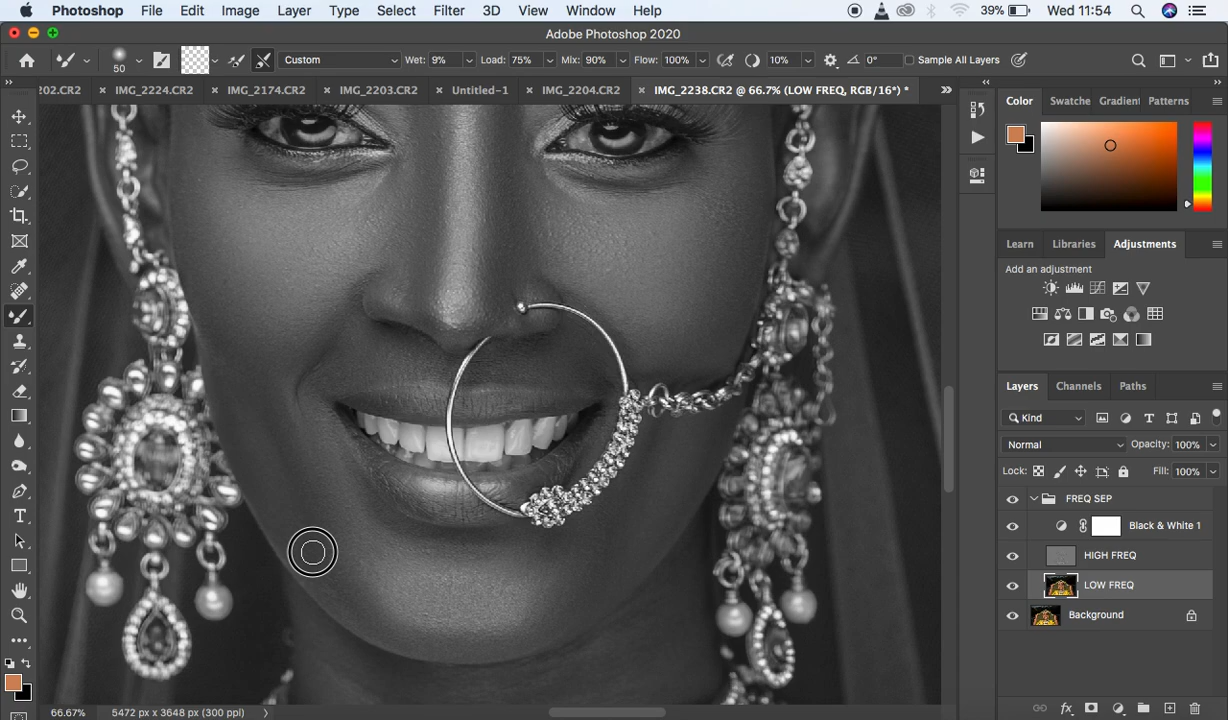 Photoshop File Edit Image Layer Type Select Filter 3D View Window Help 39% Wed 11:54
Adobe Photoshop 2020
50 Custom Wet: 9% Load: 75% Mix: 90% Flow: 100% 10% 0° Sample All Layers
202.CR2 IMG_2224.CR2 IMG_2174.CR2 IMG_2203.CR2 Untitled-1 IMG_2204.CR2 IMG_2238.CR2 @ 66.7% (LOW FREQ, RGB/16*) *
Color Swatche Gradient Patterns
Learn Libraries Adjustments
Add an adjustment
Layers Channels Paths
Kind
Normal Opacity: 100%
Lock: Fill: 100%
FREQ SEP
Black & White 1
HIGH FREQ
LOW FREQ
Background
66.67% 5472 px x 3648 px (300 ppi)